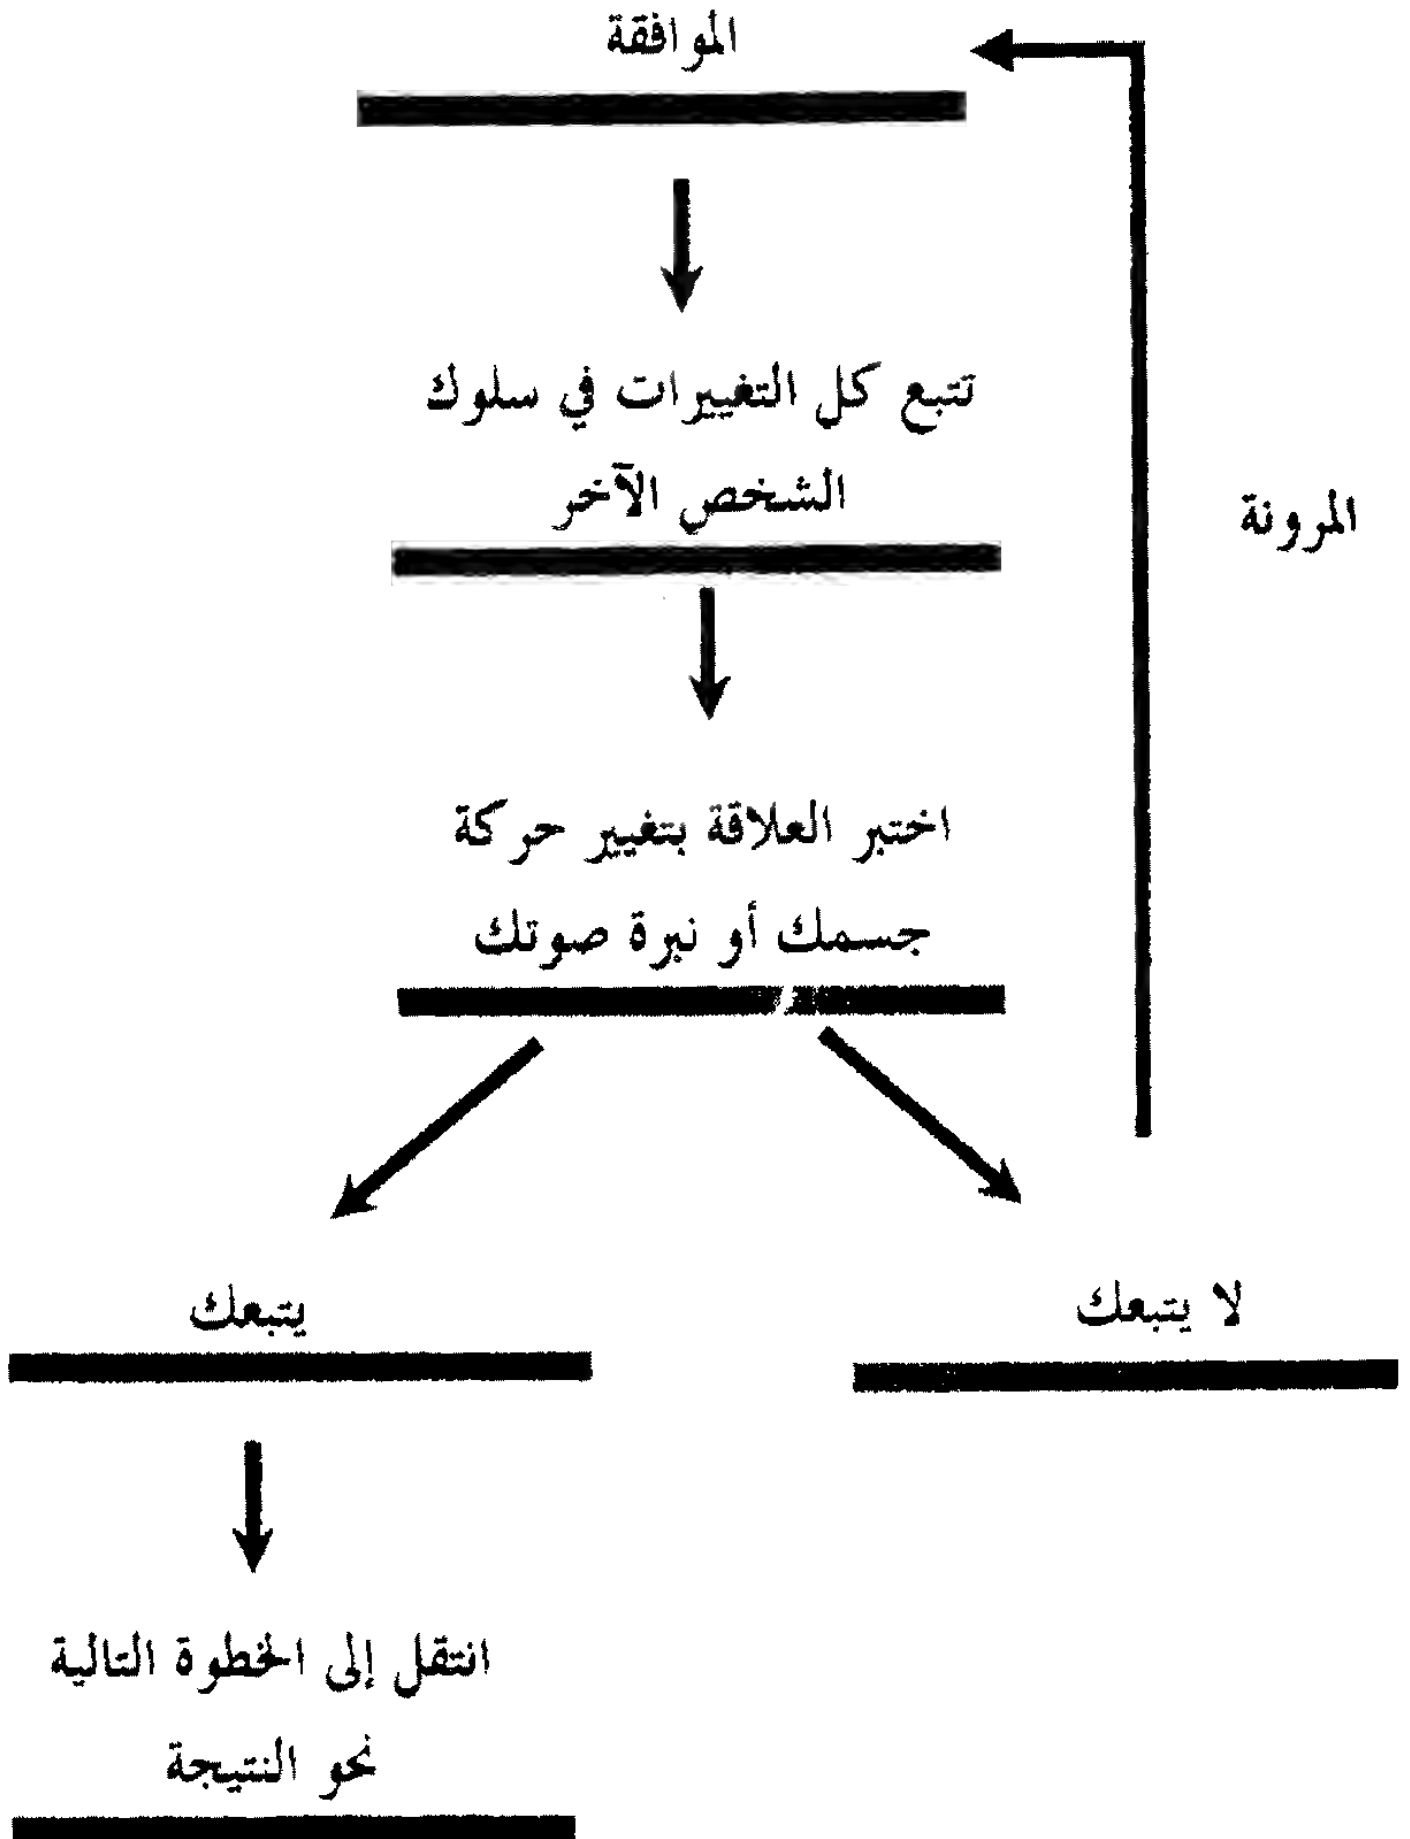 الموافقة
تتبع كل التغييرات في سلوك
الشخص الآخر
المرونة
اختبر العلاقة بتغيير حركة
جسمك أو نبرة صوتك
لا يتبعك
يتبعك
انتقل إلى الخطوة التالية
نحو النتيجة